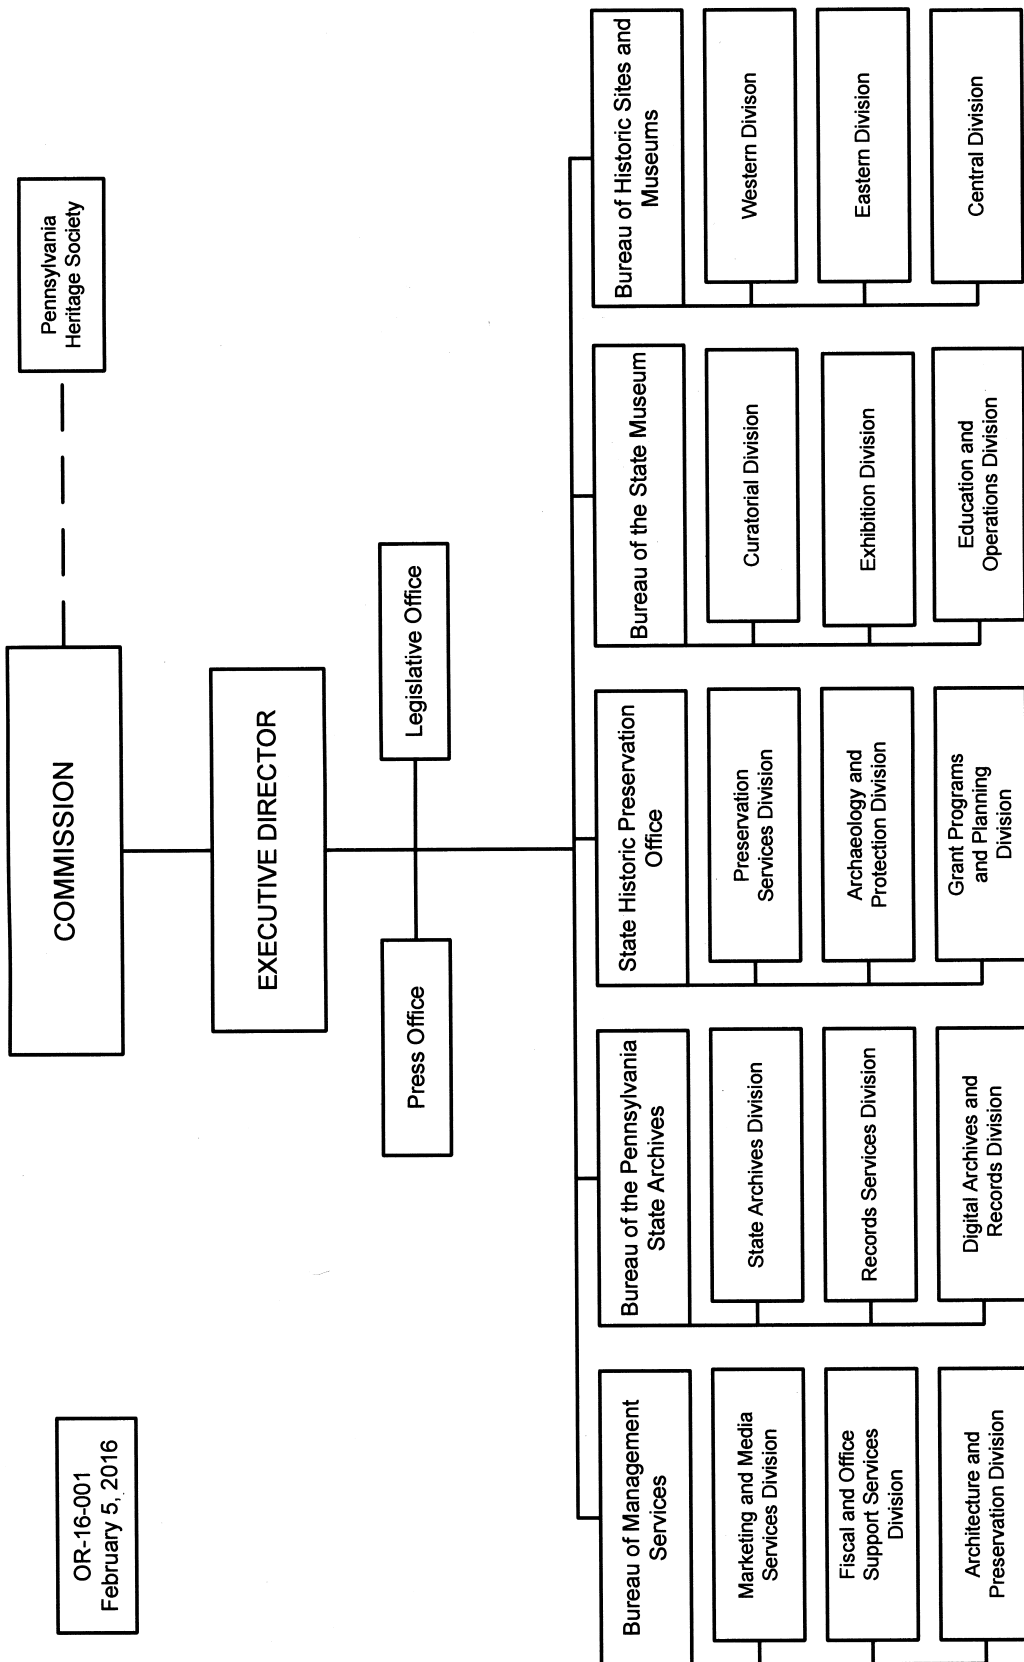 OR-16-001
February 5, 2016
COMMISSION
Pennsylvania
Heritage Society
EXECUTIVE DIRECTOR
Press Office
Legislative Office
Bureau of Management
Services
Marketing and Media
Services Division
Fiscal and Office
Support Services
Division
Architecture and
Preservation Division
Bureau of the Pennsylvania
State Archives
State Archives Division
Records Services Division
Digital Archives and
Records Division
State Historic Preservation
Office
Preservation
Services Division
Archaeology and
Protection Division
Grant Programs
and Planning
Division
Bureau of the State Museum
Curatorial Division
Exhibition Division
Education and
Operations Division
Bureau of Historic Sites and
Museums
Western Divison
Eastern Division
Central Division